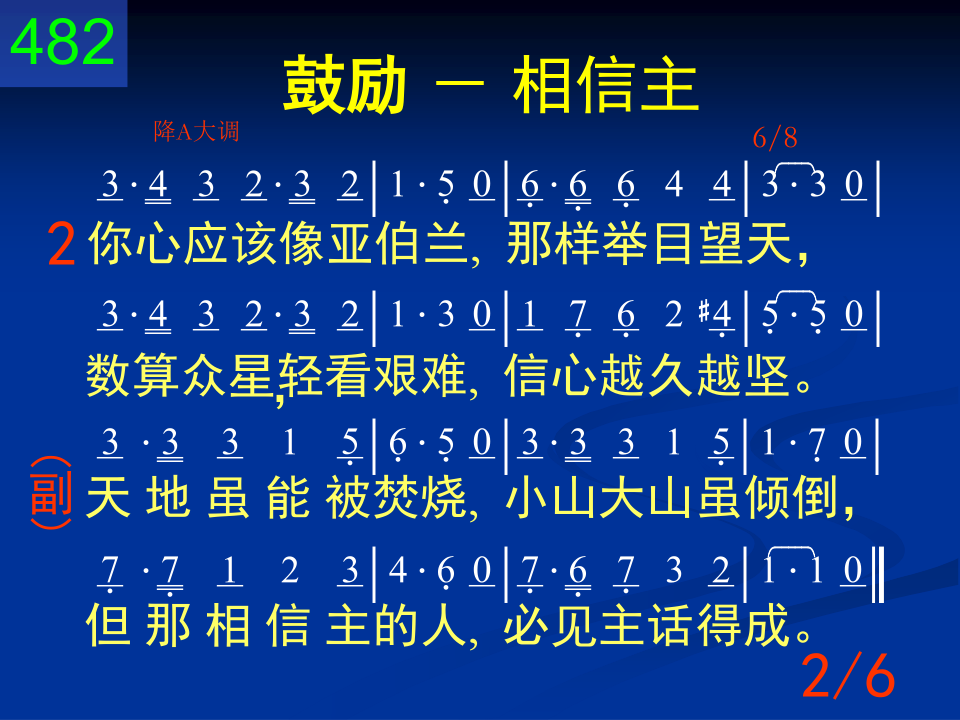 482
鼓励 － 相信主
降A大调 6/8
3 · 4 3 2 · 3 2 | 1 · 5 0 | 6 · 6 6 4 4 | 3 · 3 0 |
2 你心应该像亚伯兰, 那样举目望天，
3 · 4 3 2 · 3 2 | 1 · 3 0 | 1 7 6 2 ♯4 | 5 · 5 0 |
数算众星,轻看艰难, 信心越久越坚。
3 · 3 3 1 5 | 6 · 5 0 | 3 · 3 3 1 5 | 1 · 7 0 |
（副） 天 地 虽 能 被焚烧, 小山大山虽倾倒，
7 · 7 1 2 3 | 4 · 6 0 | 7 · 6 7 3 2 | 1 · 1 0 ‖
但 那 相 信 主的人, 必见主话得成。
2/6